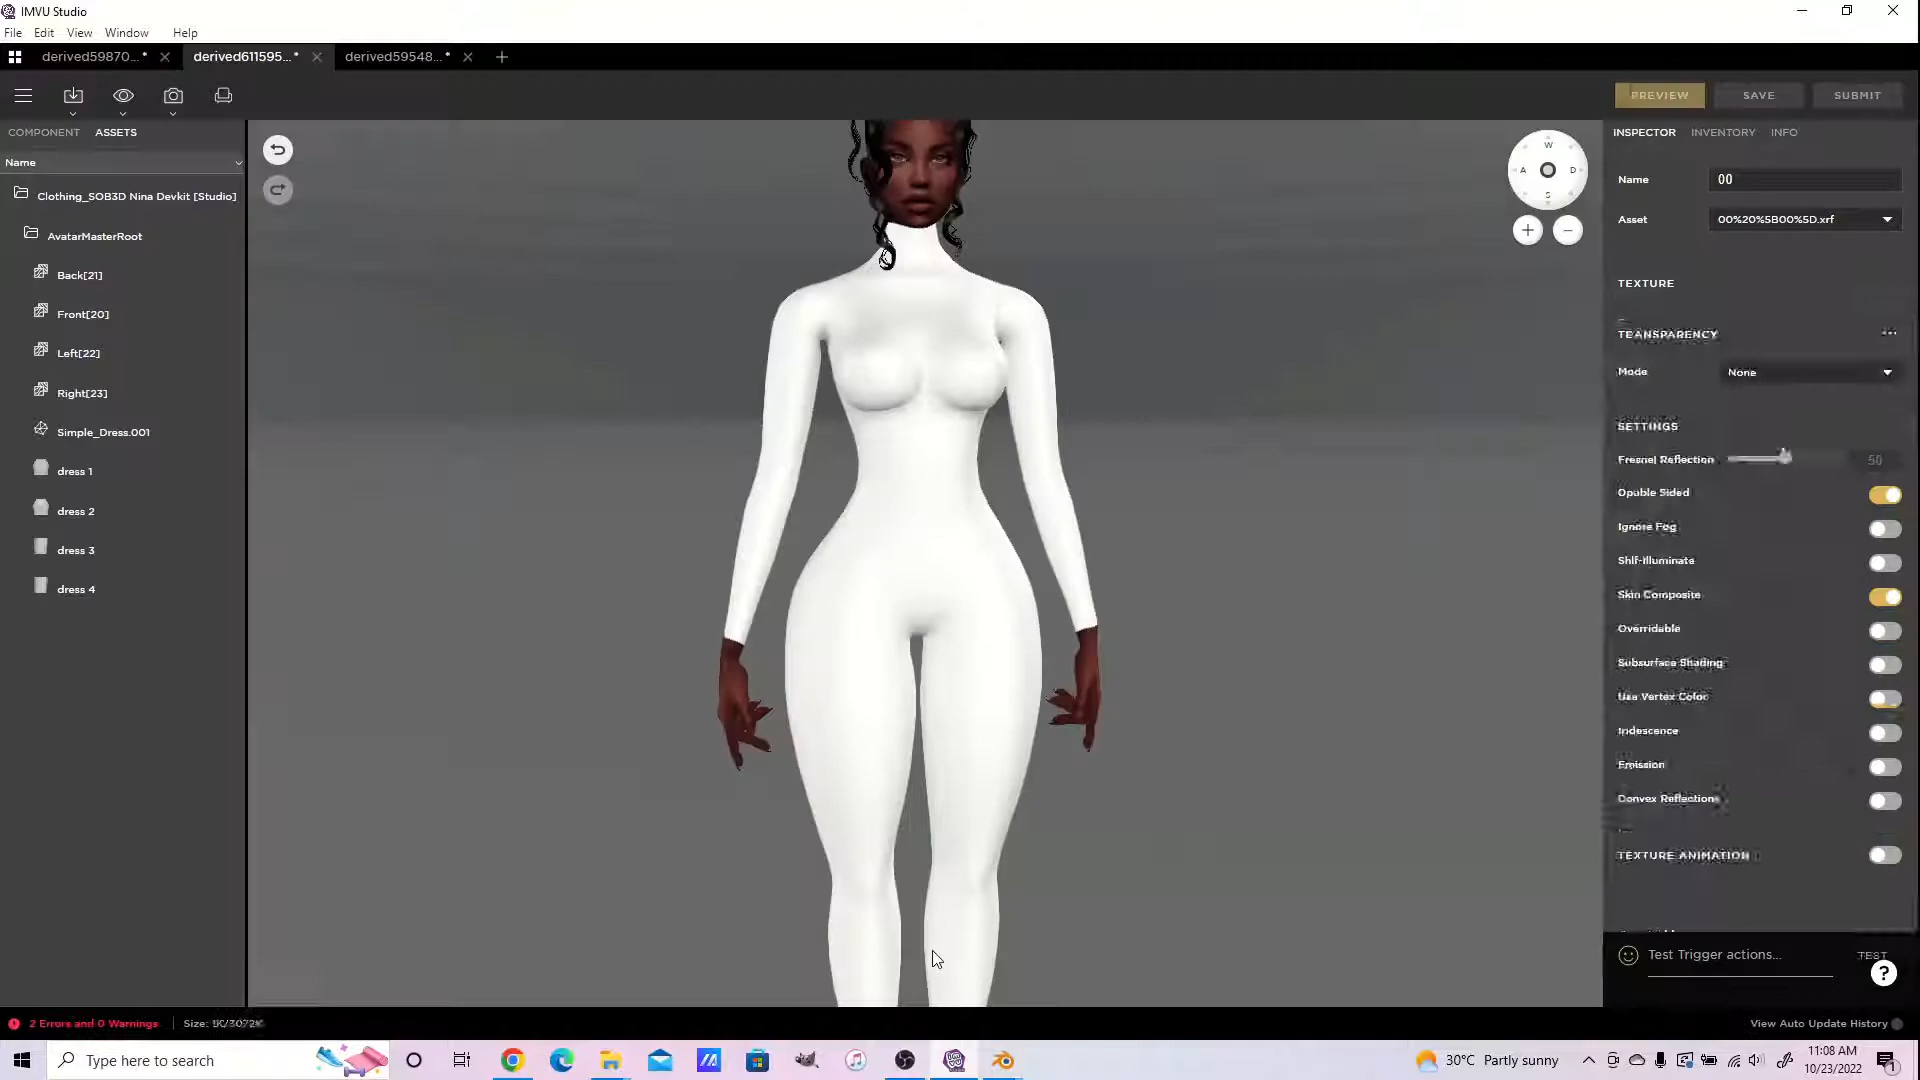 IMVU Studio
File Edit View Window Help
derived59870... * derived611595... * derived59548... *
PREVIEW SAVE SUBMIT
COMPONENT ASSETS
Name
Clothing_SOB3D Nina Devkit [Studio]
AvatarMasterRoot
Back[21]
Front[20]
Left[22]
Right[23]
Simple_Dress.001
dress 1
dress 2
dress 3
dress 4
W
A D
S
INSPECTOR INVENTORY INFO
Name 00
Asset 00%20%5B00%5D.xrf
TEXTURE
TRANSPARENCY
Mode None
SETTINGS
Fresnel Reflection 50
Sided
Ignore Fog
Skin Composite
Overridable
Subsurface Shading
Use Vertex Color
Iridescence
Emission
Convex Reflections
TEXTURE ANIMATION
Test Trigger actions... TEST
2 Errors and 0 Warnings Size:
View Auto Update History
Type here to search
30°C Partly sunny
11:08 AM
10/23/2022